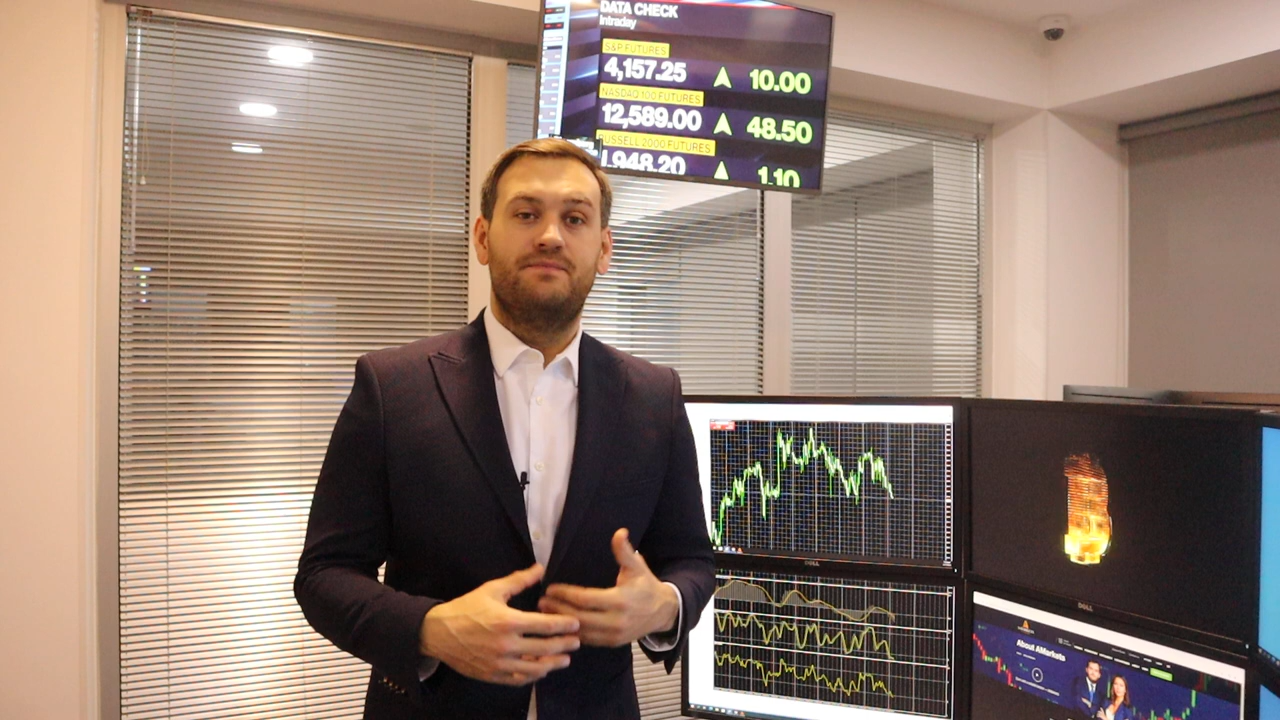 DATA CHECK
Intraday
S&P FUTURES
4,157.25 10.00
NASDAQ 100 FUTURES
12,589.00 48.50
RUSSELL 2000 FUTURES
1,948.20 1.10
DELL
DELL
About AMarkets